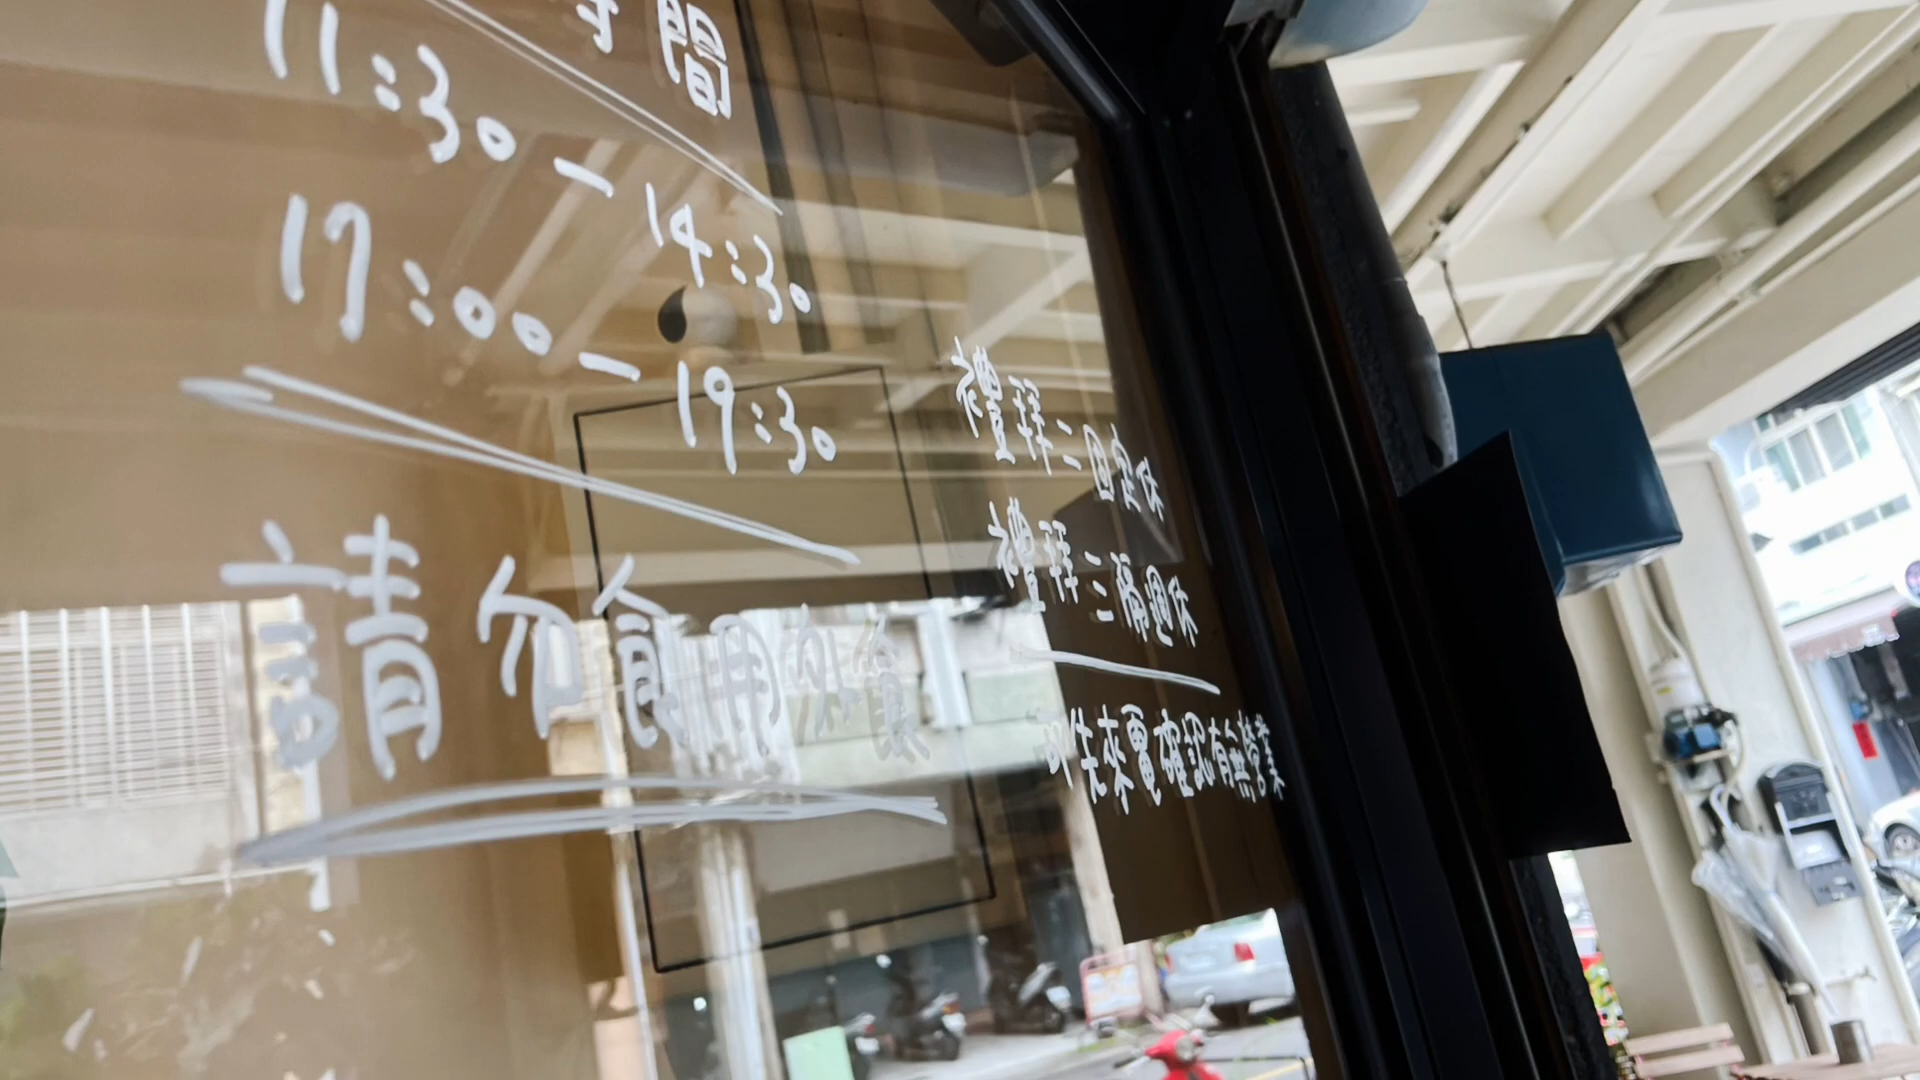 時間
11:30－14:30
17:00－19:30
請勿食用外食
禮拜二固定休
禮拜三隔週休
可先來電確認有無營業